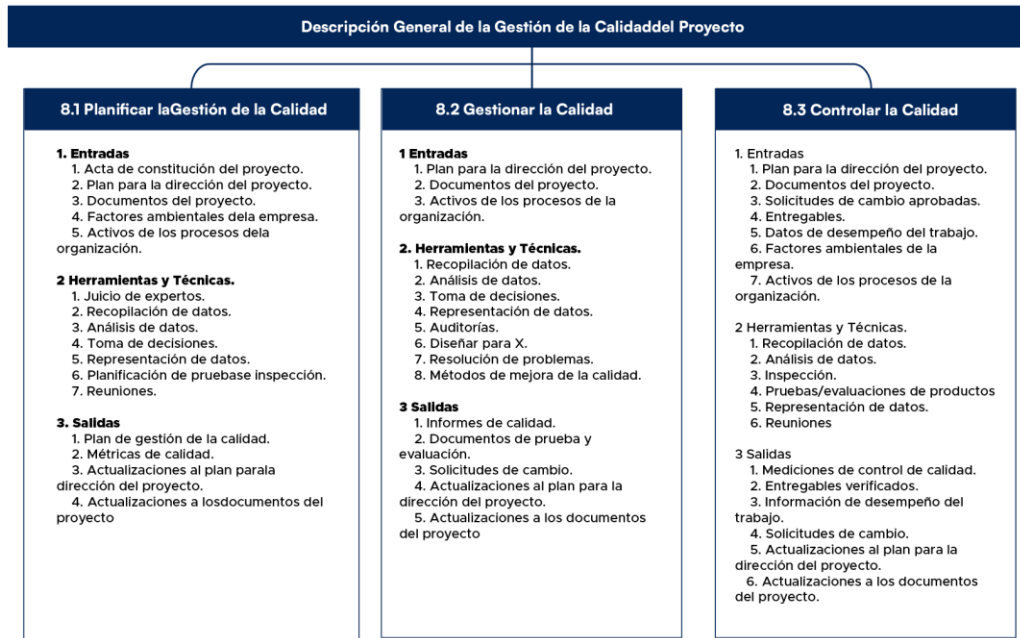 Descripción General de la Gestión de la Calidaddel Proyecto
8.1 Planificar laGestión de la Calidad
1. Entradas
1. Acta de constitución del proyecto.
2. Plan para la dirección del proyecto.
3. Documentos del proyecto.
4. Factores ambientales dela empresa.
5. Activos de los procesos dela
organización.
2 Herramientas y Técnicas.
1. Juicio de expertos.
2. Recopilación de datos.
3. Análisis de datos.
4. Toma de decisiones.
5. Representación de datos.
6. Planificación de pruebase inspección.
7. Reuniones.
3. Salidas
1. Plan de gestión de la calidad.
2. Métricas de calidad.
3. Actualizaciones al plan parala
dirección del proyecto.
4. Actualizaciones a losdocumentos del
proyecto
8.2 Gestionar la Calidad
1 Entradas
1. Plan para la dirección del proyecto.
2. Documentos del proyecto.
3. Activos de los procesos de la
organización.
2. Herramientas y Técnicas.
1. Recopilación de datos.
2. Análisis de datos.
3. Toma de decisiones.
4. Representación de datos.
5. Auditorías.
6. Diseñar para X.
7. Resolución de problemas.
8. Métodos de mejora de la calidad.
3 Salidas
1. Informes de calidad.
2. Documentos de prueba y
evaluación.
3. Solicitudes de cambio.
4. Actualizaciones al plan para la
dirección del proyecto.
5. Actualizaciones a los documentos
del proyecto
8.3 Controlar la Calidad
1. Entradas
1. Plan para la dirección del proyecto.
2. Documentos del proyecto.
3. Solicitudes de cambio aprobadas.
4. Entregables.
5. Datos de desempeño del trabajo.
6. Factores ambientales de la
empresa.
7. Activos de los procesos de la
organización.
2 Herramientas y Técnicas.
1. Recopilación de datos.
2. Análisis de datos.
3. Inspección.
4. Pruebas/evaluaciones de productos
5. Representación de datos.
6. Reuniones
3 Salidas
1. Mediciones de control de calidad.
2. Entregables verificados.
3. Información de desempeño del
trabajo.
4. Solicitudes de cambio.
5. Actualizaciones al plan para la
dirección del proyecto.
6. Actualizaciones a los documentos
del proyecto.